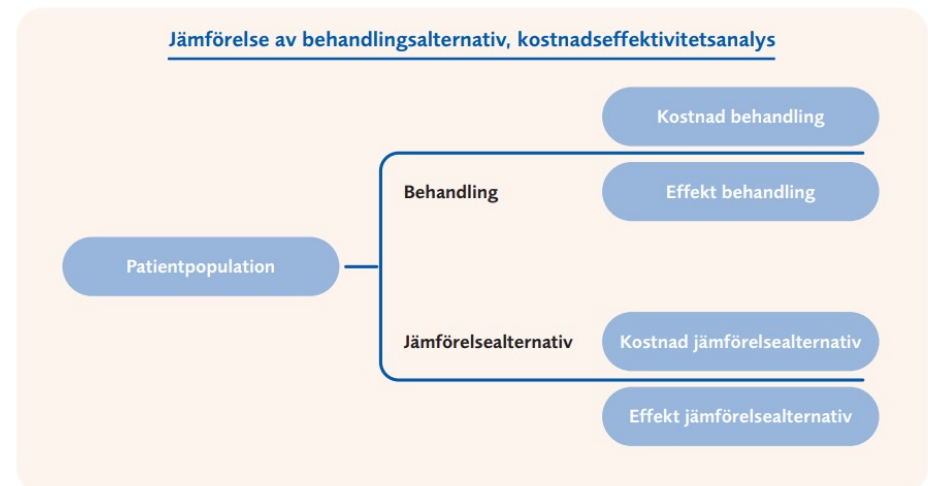 Jämförelse av behandlingsalternativ, kostnadseffektivitetsanalys
Kostnad behandling
Behandling
Effekt behandling
Patientpopulation
Jämförelsealternativ
Kostnad jämförelsealternativ
Effekt jämförelsealternativ